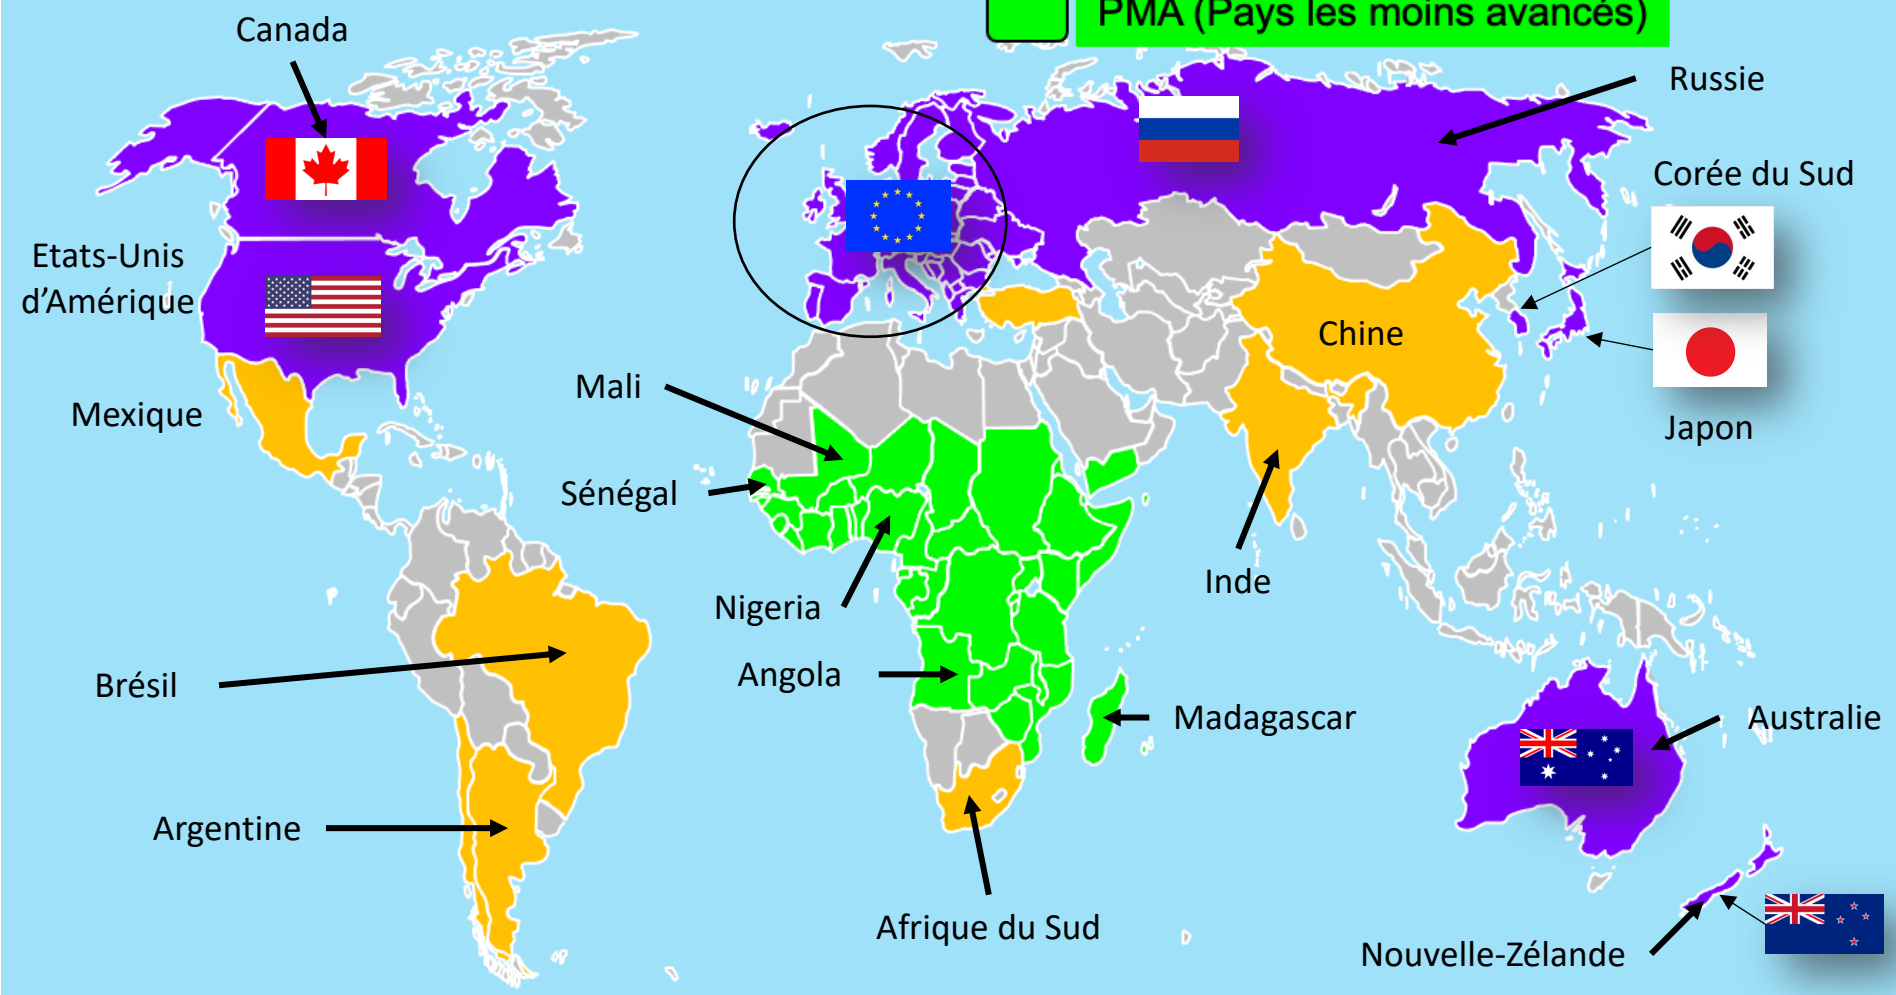 PMA (Pays les moins avancés)
Canada
Russie
Corée du Sud
Etats-Unis
d’Amérique
Chine
Mali
Mexique
Japon
Sénégal
Inde
Nigeria
Angola
Brésil
Madagascar
Australie
Argentine
Afrique du Sud
Nouvelle-Zélande